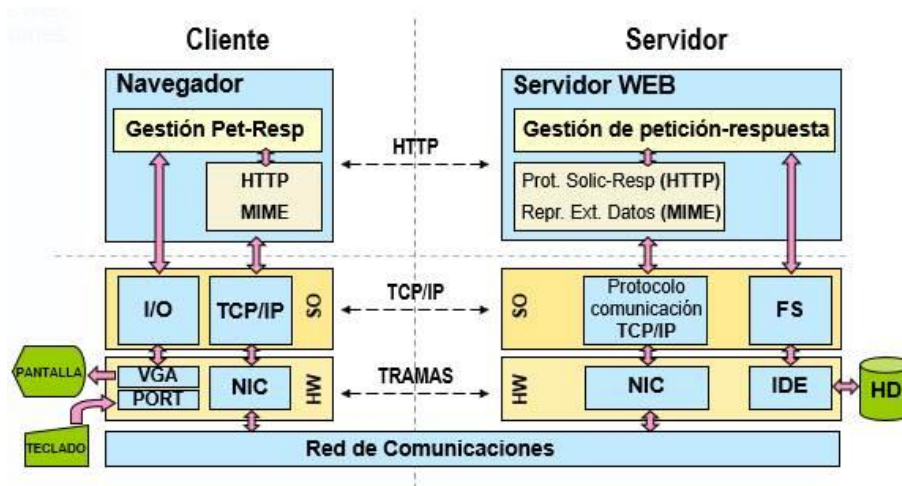 Cliente
Servidor
Navegador
Servidor WEB
Gestión Pet-Resp
Gestión de petición-respuesta
HTTP
HTTP
MIME
Prot. Solic-Resp (HTTP)
Repr. Ext. Datos (MIME)
I/O
TCP/IP
SO
TCP/IP
SO
Protocolo
comunicación
TCP/IP
FS
PANTALLA
VGA
PORT
NIC
HW
TRAMAS
HW
NIC
IDE
HD
TECLADO
Red de Comunicaciones